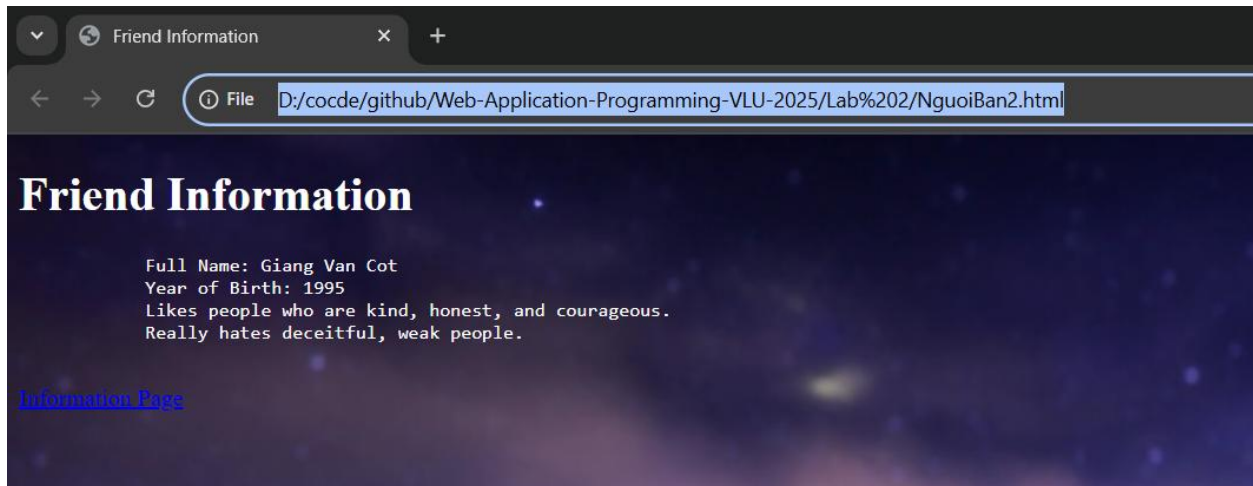 Friend Information
File D:/cocde/github/Web-Application-Programming-VLU-2025/Lab%202/NguoiBan2.html
Friend Information
Full Name: Giang Van Cot
Year of Birth: 1995
Likes people who are kind, honest, and courageous.
Really hates deceitful, weak people.
Information Page